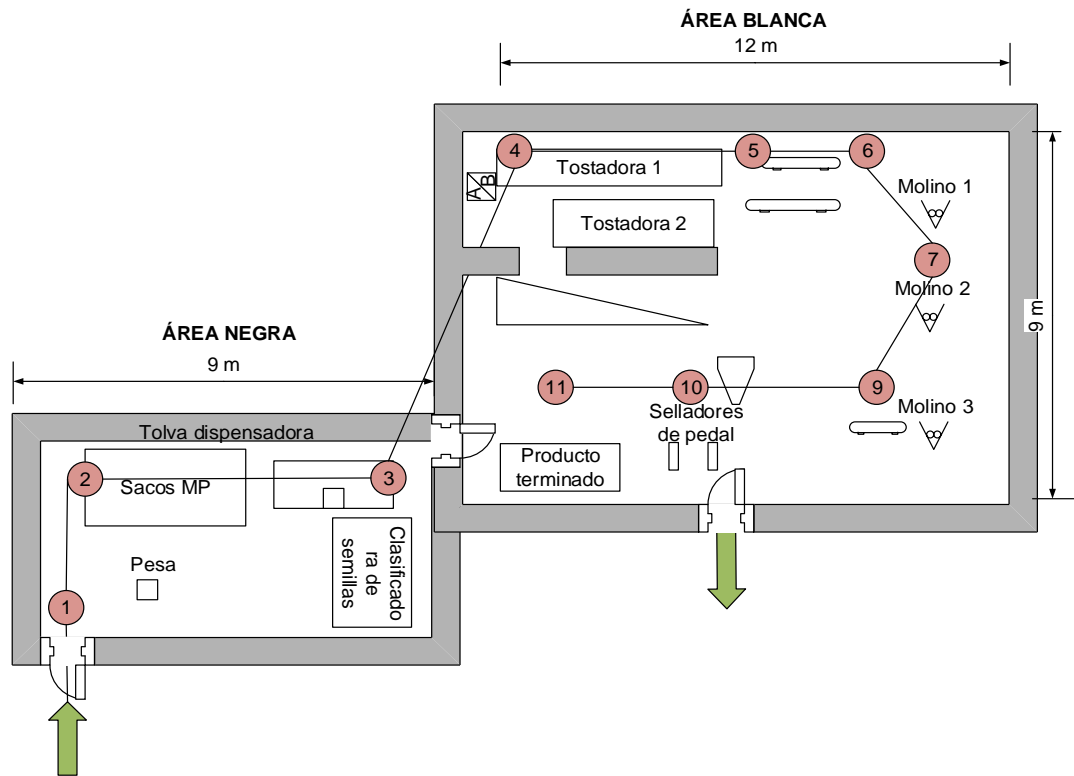 ÁREA BLANCA
12 m
4
5
6
Tostadora 1
A
B
Molino 1
Tostadora 2
7
Molino 2
9 m
ÁREA NEGRA
9 m
11
10
9
Molino 3
Selladores
de pedal
Tolva dispensadora
Producto
terminado
2
Sacos MP
3
Clasificado
ra de
semillas
Pesa
1